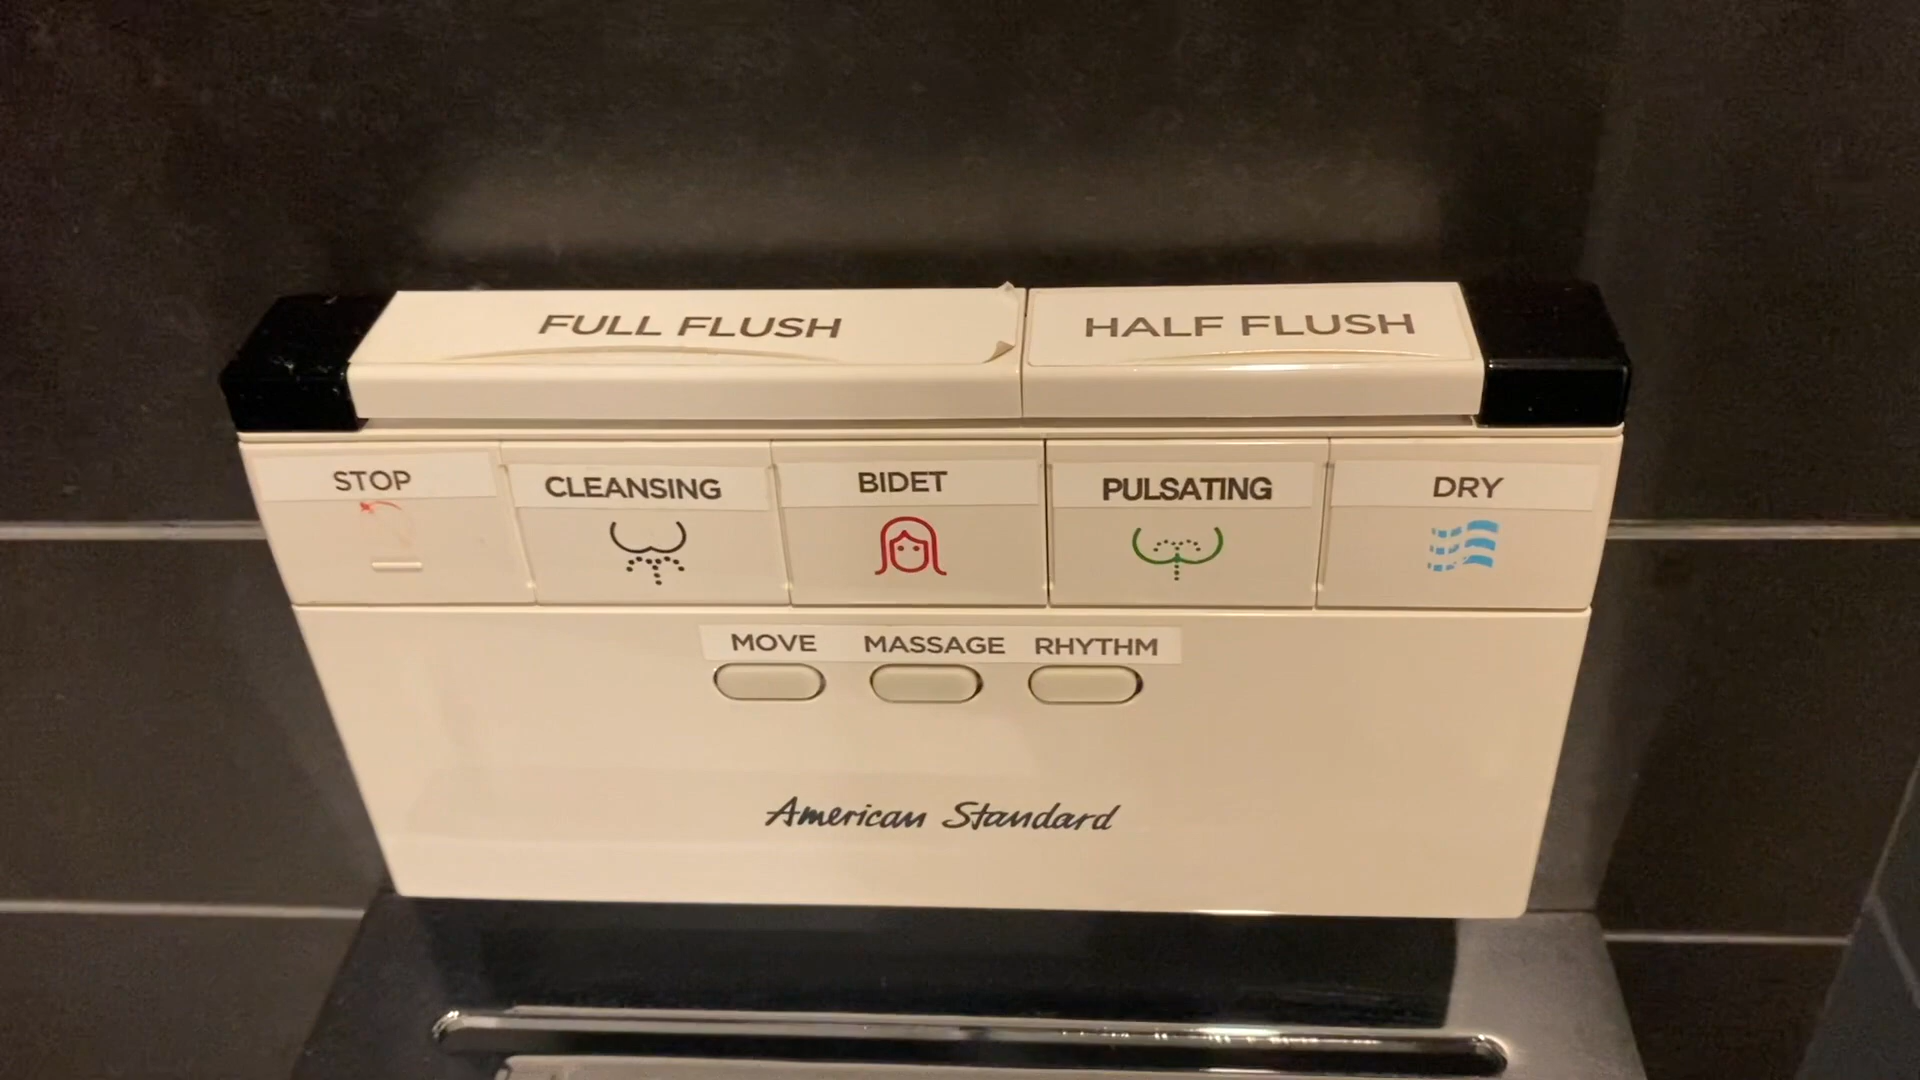 FULL FLUSH HALF FLUSH
STOP CLEANSING BIDET PULSATING DRY
MOVE MASSAGE RHYTHM
American Standard